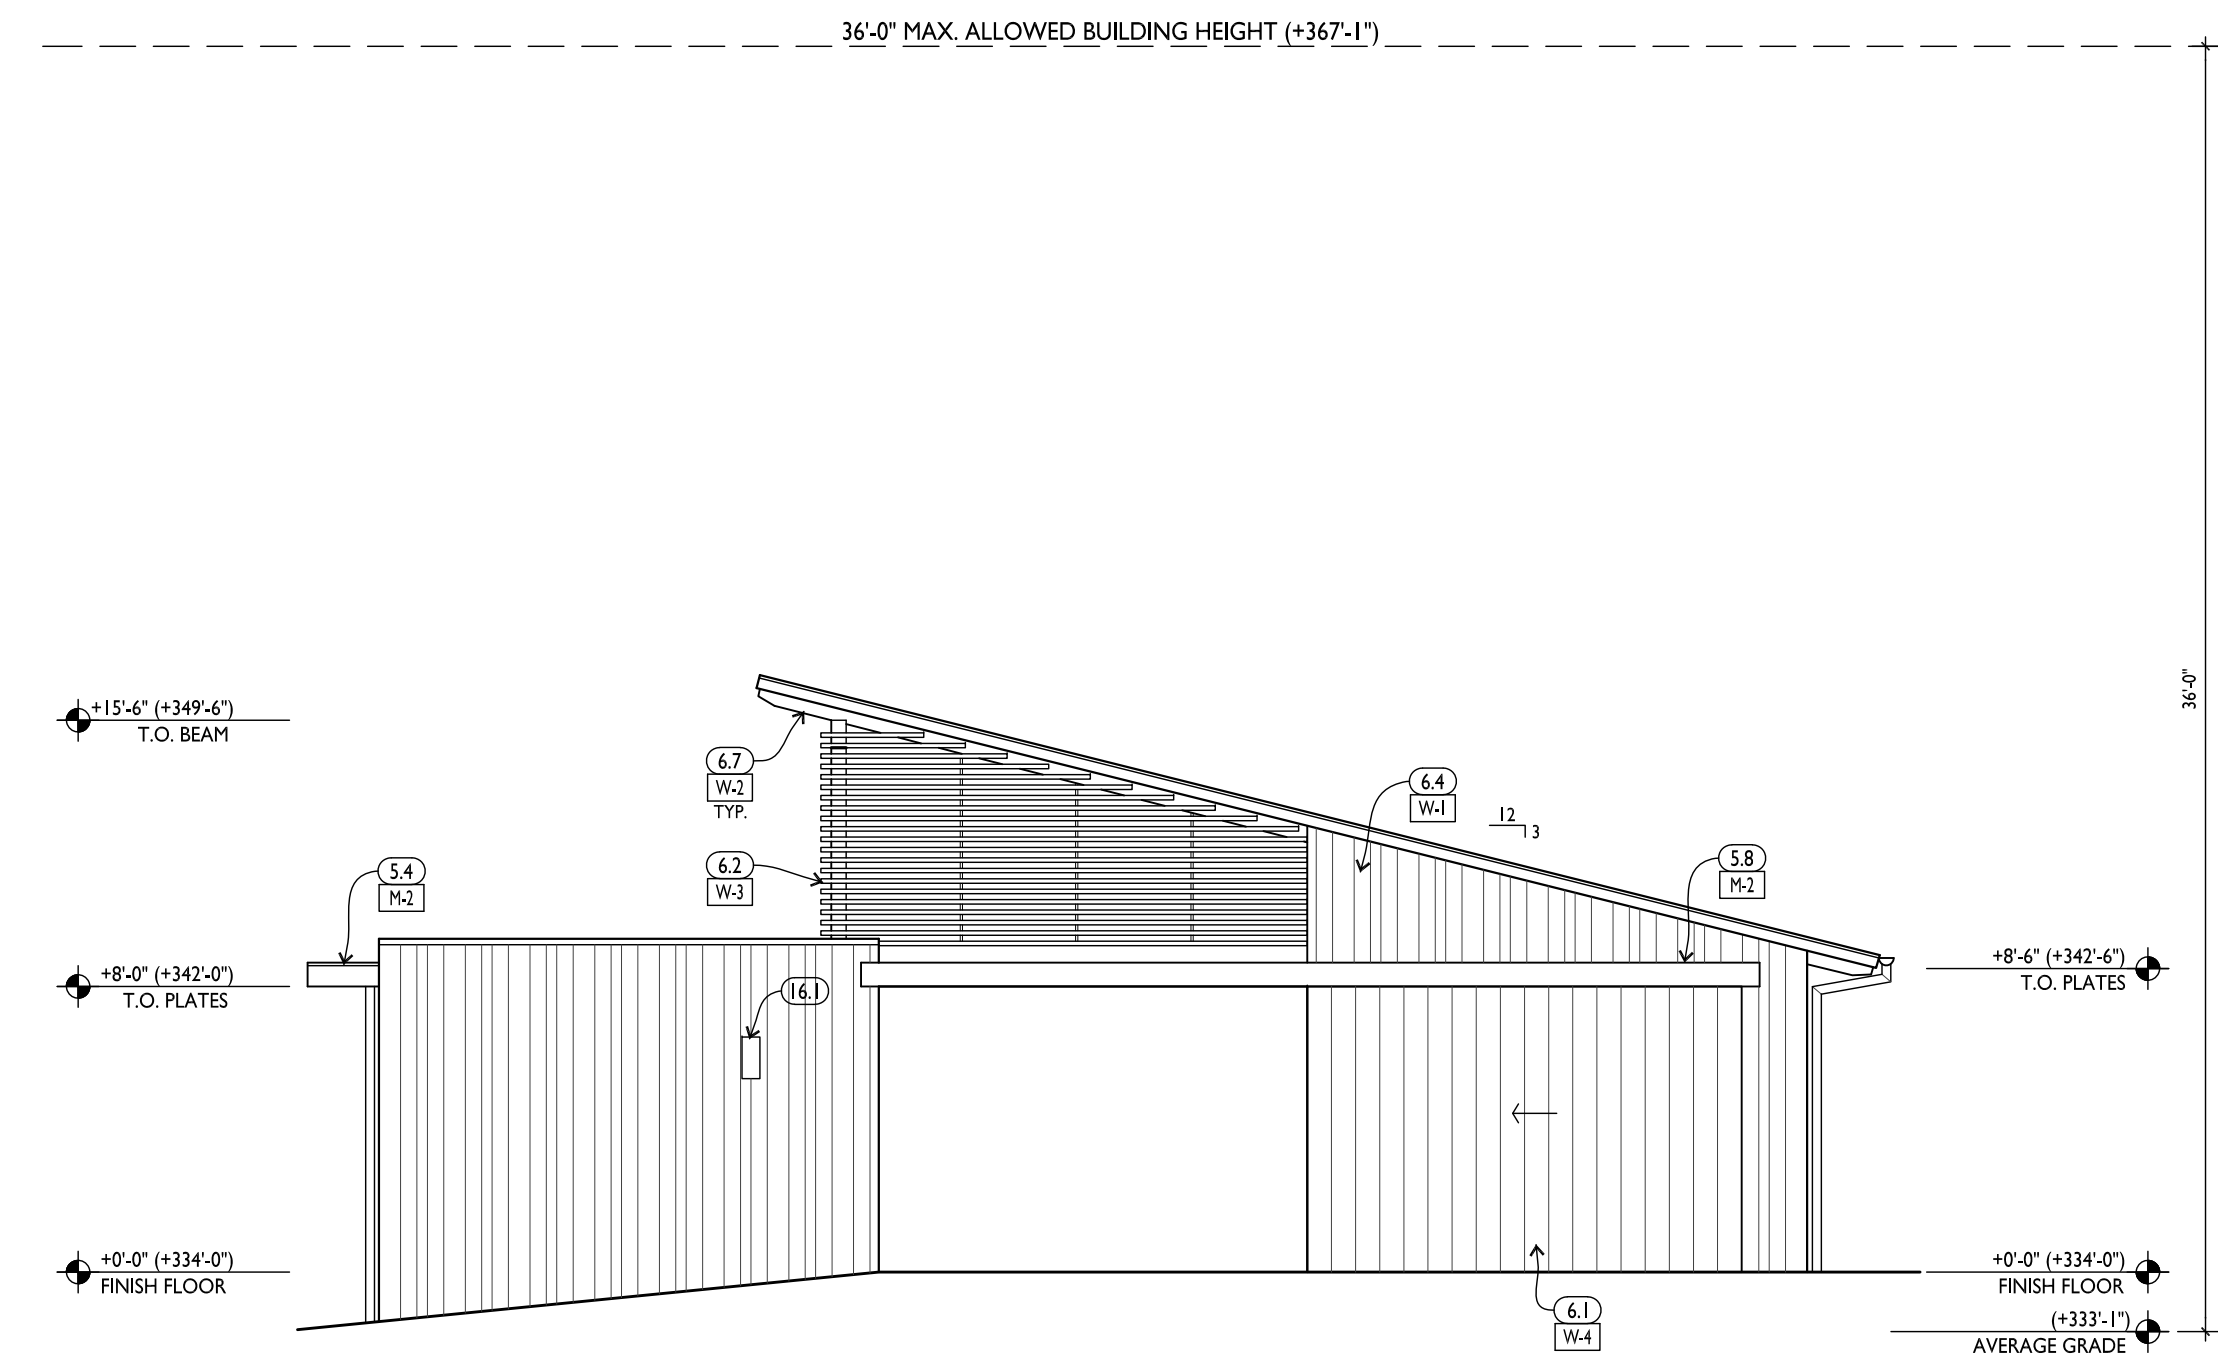 36'-0" MAX. ALLOWED BUILDING HEIGHT (+367'-1")
36'-0"
+15'-6" (+349'-6")
T.O. BEAM
6.7
W-2
TYP.
6.4
W-1
12
3
6.2
W-3
5.4
M-2
5.8
M-2
+8'-0" (+342'-0")
T.O. PLATES
16.1
+8'-6" (+342'-6")
T.O. PLATES
+0'-0" (+334'-0")
FINISH FLOOR
+0'-0" (+334'-0")
FINISH FLOOR
6.1
W-4
(+333'-1")
AVERAGE GRADE